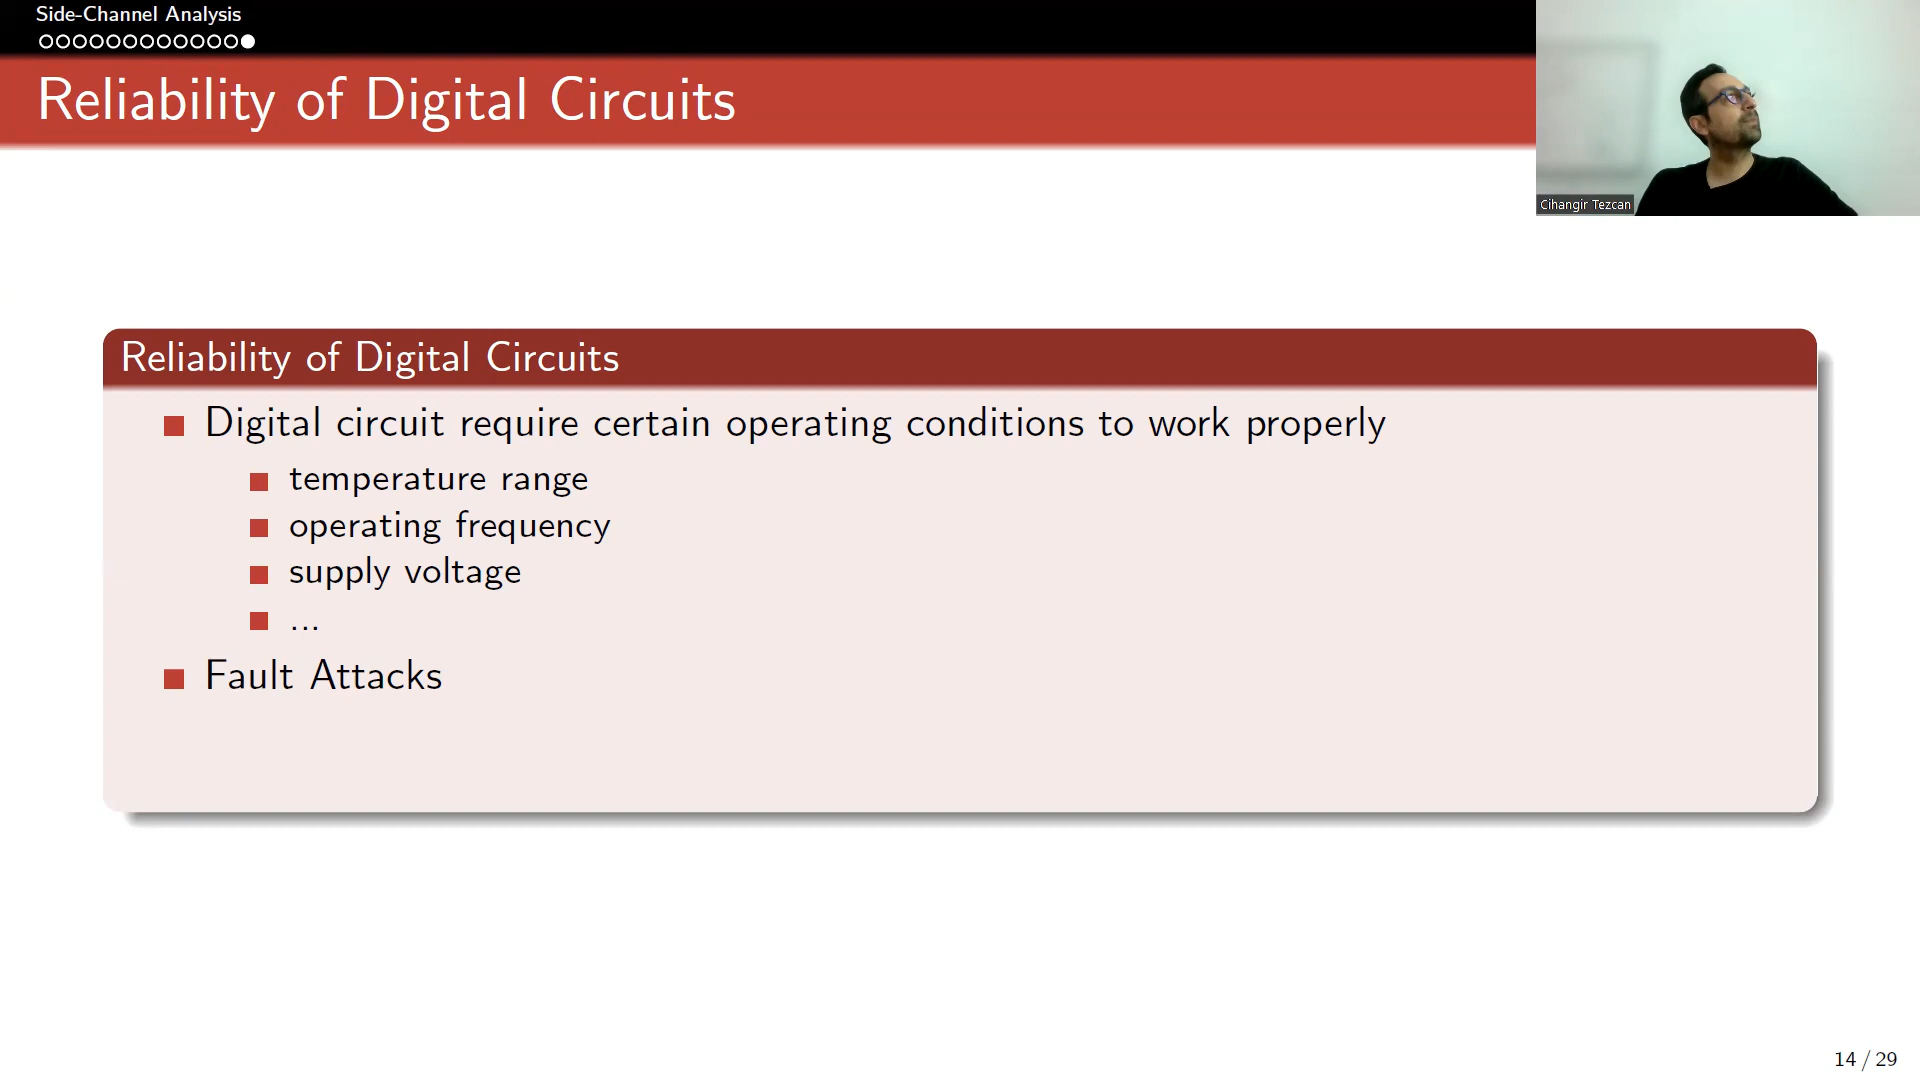 Side-Channel Analysis
Reliability of Digital Circuits
Cihangir Tezcan
Reliability of Digital Circuits
Digital circuit require certain operating conditions to work properly
temperature range
operating frequency
supply voltage
...
Fault Attacks
14 / 29